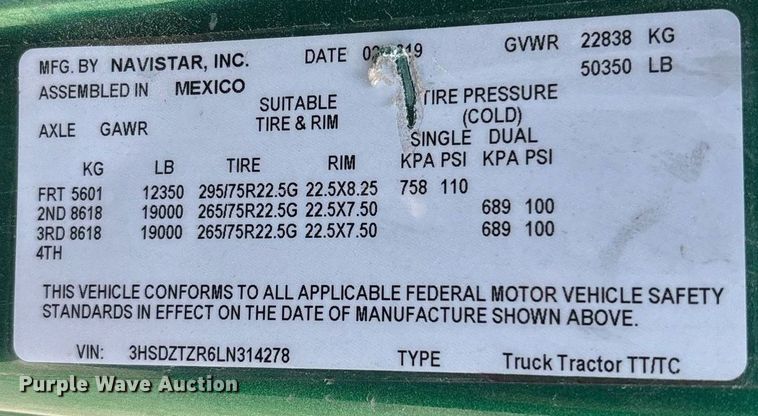 MFG. BY NAVISTAR, INC. DATE GVWR 22838 KG
50350 LB
ASSEMBLED IN MEXICO
SUITABLE TIRE PRESSURE
TIRE & RIM (COLD)
AXLE GAWR SINGLE DUAL
KG LB TIRE RIM KPA PSI KPA PSI
FRT 5601 12350 295/75R22.5G 22.5X8.25 758 110
2ND 8618 19000 265/75R22.5G 22.5X7.50 689 100
3RD 8618 19000 265/75R22.5G 22.5X7.50 689 100
4TH
THIS VEHICLE CONFORMS TO ALL APPLICABLE FEDERAL MOTOR VEHICLE SAFETY
STANDARDS IN EFFECT ON THE DATE OF MANUFACTURE SHOWN ABOVE.
VIN: 3HSDZTZR6LN314278 TYPE Truck Tractor TT/TC
Purple Wave Auction